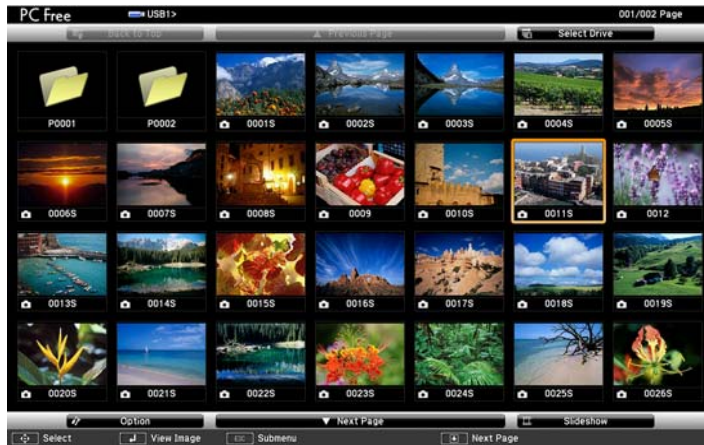 PC Free USB1> 001/002 Page
Back to Top Previous Page Select Drive
P0001 P0002 0001S 0002S 0003S 0004S 0005S
0006S 0007S 0008S 0009 0010S 0011S 0012
0013S 0014S 0015S 0016S 0017S 0018S 0019S
0020S 0021S 0022S 0023S 0024S 0025S 0026S
Option Next Page Slideshow
Select View Image Esc Submenu Next Page